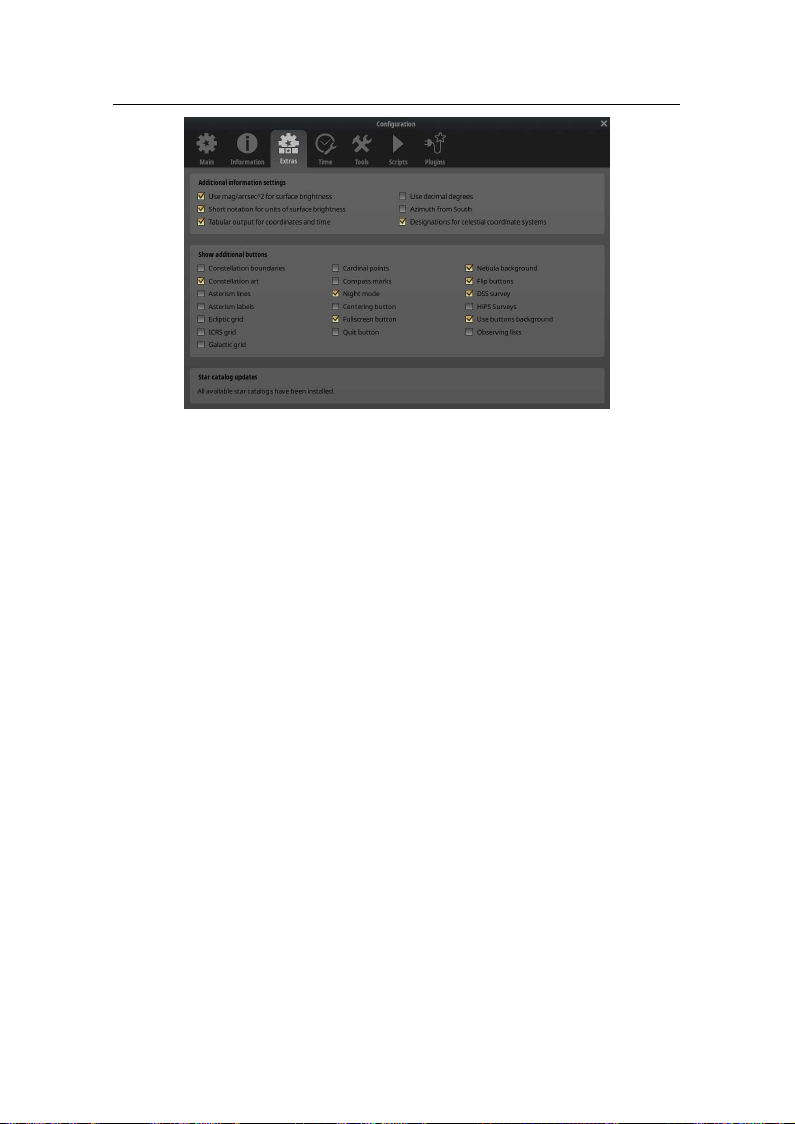 Configuration
Main Information Extras Time Tools Scripts Plugins
Additional information settings
Use mag/arcsec^2 for surface brightness Use decimal degrees
Short notation for units of surface brightness Azimuth from South
Tabular output for coordinates and time Designations for celestial coordinate systems
Show additional buttons
Constellation boundaries Cardinal points Nebula background
Constellation art Compass marks Flip buttons
Asterism lines Night mode DSS survey
Asterism labels Centering button HiPS Surveys
Ecliptic grid Fullscreen button Use buttons background
ICRS grid Quit button Observing lists
Galactic grid
Star catalog updates
All available star catalogs have been installed.